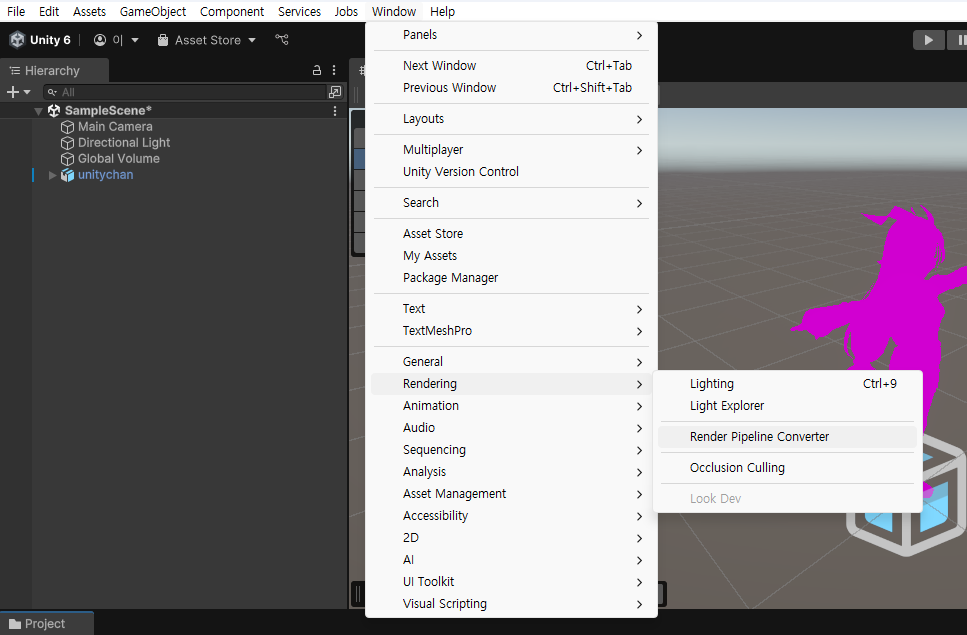 File Edit Assets GameObject Component Services Jobs Window Help
Unity 6 Asset Store
Hierarchy
All
SampleScene*
Main Camera
Directional Light
Global Volume
unitychan
Panels
Next Window Ctrl+Tab
Previous Window Ctrl+Shift+Tab
Layouts
Multiplayer
Unity Version Control
Search
Asset Store
My Assets
Package Manager
Text
TextMeshPro
General
Rendering
Animation
Audio
Sequencing
Analysis
Asset Management
Accessibility
2D
AI
UI Toolkit
Visual Scripting
Lighting Ctrl+9
Light Explorer
Render Pipeline Converter
Occlusion Culling
Look Dev
Project